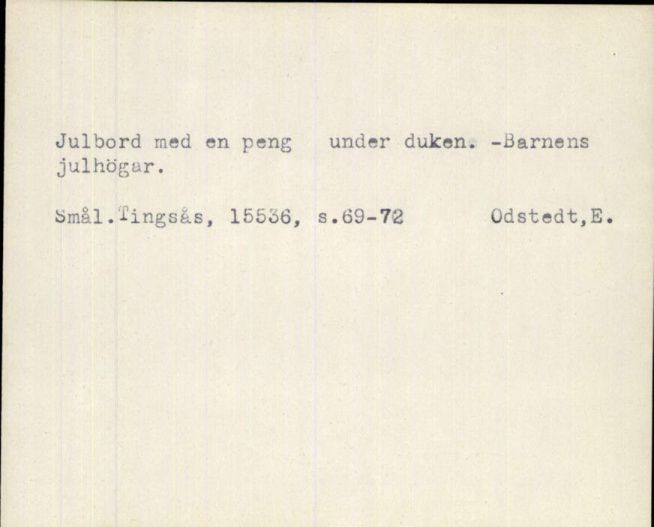 Julbord med en peng under duken. -Barnens
julhögar.
Smål.Tingsås, 15536, s.69-72 Odstedt,E.